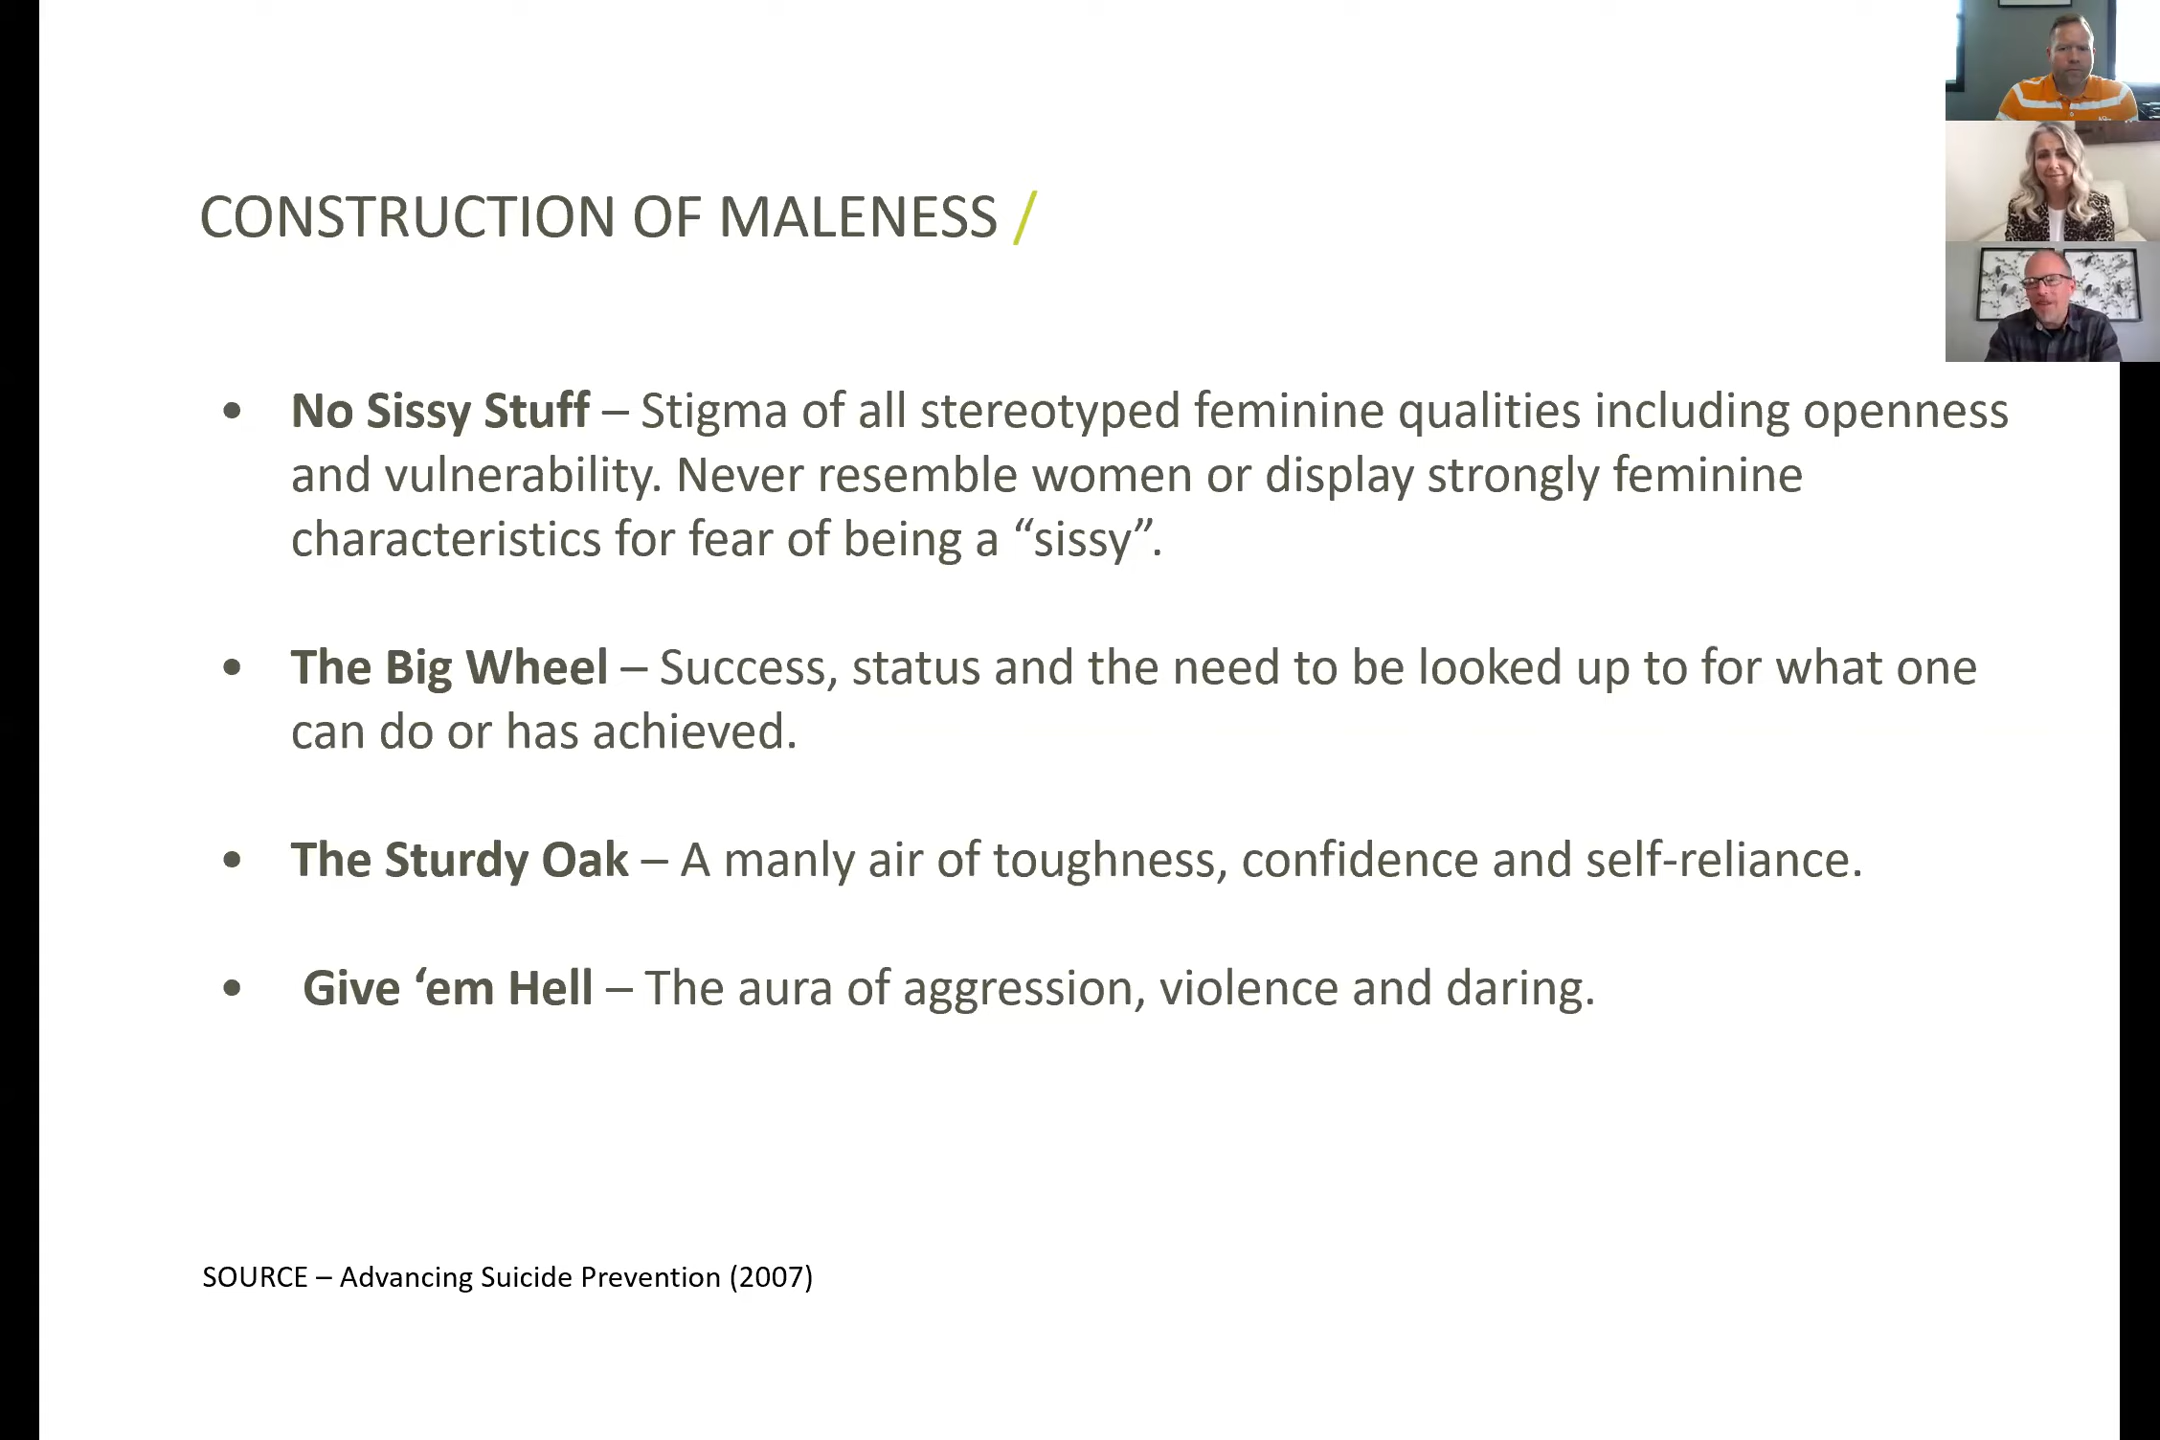 CONSTRUCTION OF MALENESS /
• No Sissy Stuff – Stigma of all stereotyped feminine qualities including openness
and vulnerability. Never resemble women or display strongly feminine
characteristics for fear of being a “sissy”.
• The Big Wheel – Success, status and the need to be looked up to for what one
can do or has achieved.
• The Sturdy Oak – A manly air of toughness, confidence and self-reliance.
• Give ‘em Hell – The aura of aggression, violence and daring.
SOURCE – Advancing Suicide Prevention (2007)